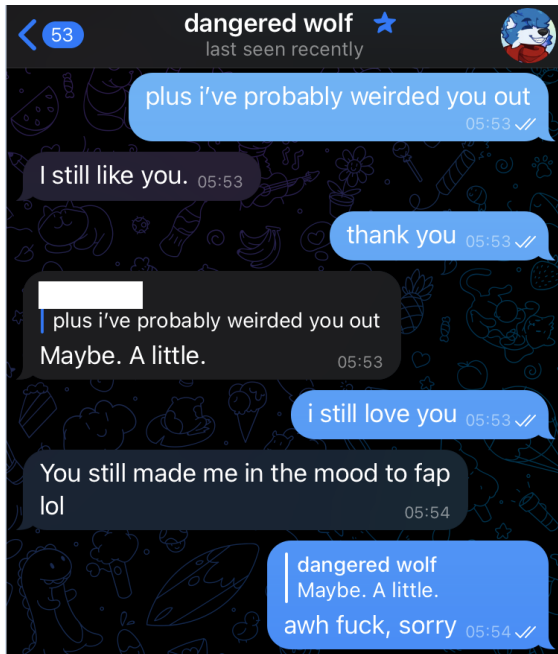 53
dangered wolf
last seen recently
plus i've probably weirded you out
05:53
I still like you. 05:53
thank you 05:53
plus i've probably weirded you out
Maybe. A little.
05:53
i still love you 05:53
You still made me in the mood to fap
lol
05:54
dangered wolf
Maybe. A little.
awh fuck, sorry 05:54